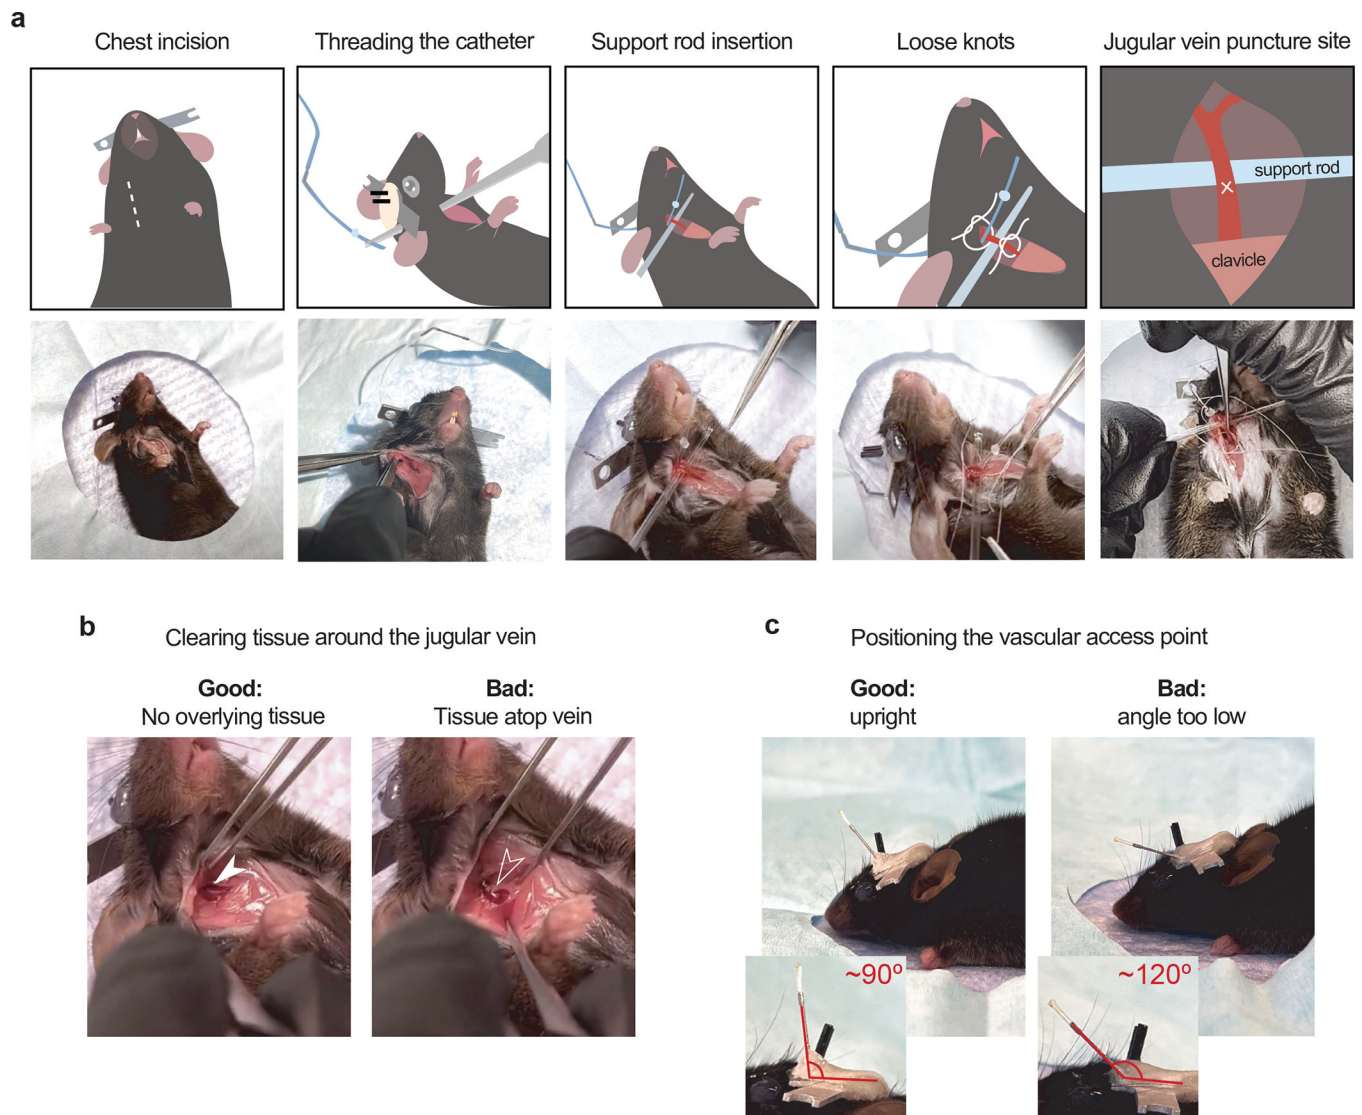 a
Chest incision
Threading the catheter
Support rod insertion
Loose knots
Jugular vein puncture site
support rod
clavicle
b
Clearing tissue around the jugular vein
Good:
No overlying tissue
Bad:
Tissue atop vein
c
Positioning the vascular access point
Good:
upright
Bad:
angle too low
~90º
~120º